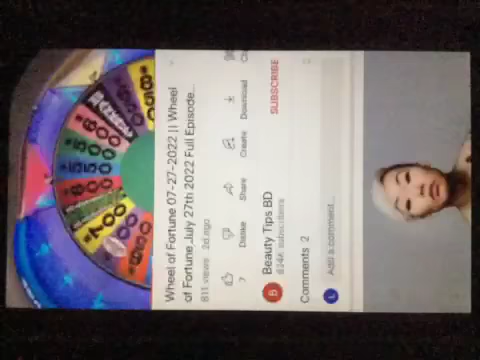 Wheel of Fortune 07-27-2022 || Wheel
of Fortune July 27th 2022 Full Episode...
811 views · 2d ago
7
Dislike
Share
Create
Download
B
Beauty Tips BD
SUBSCRIBE
Comments 2
L
Add a comment...